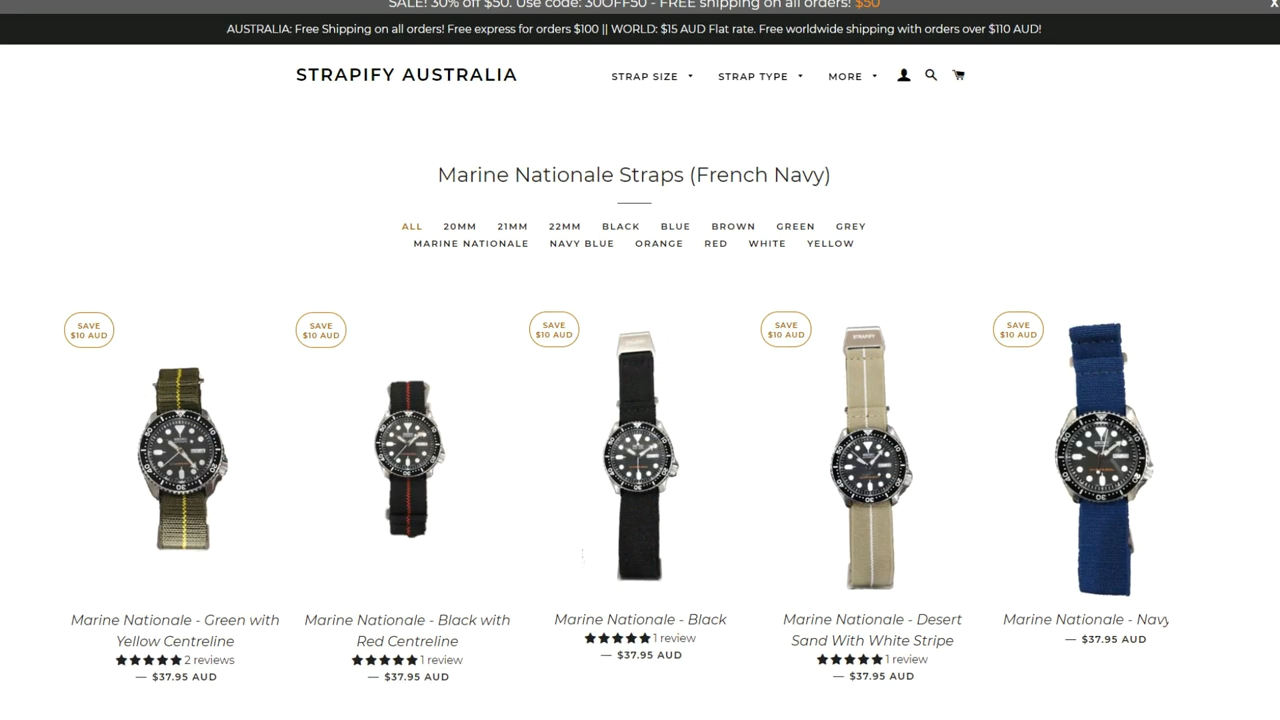 SALE! 30% off $50. Use code: 30OFF50 - FREE shipping on all orders! $50 X
AUSTRALIA: Free Shipping on all orders! Free express for orders $100 || WORLD: $15 AUD Flat rate. Free worldwide shipping with orders over $110 AUD!
STRAPIFY AUSTRALIA STRAP SIZE STRAP TYPE MORE
Marine Nationale Straps (French Navy)
ALL 20MM 21MM 22MM BLACK BLUE BROWN GREEN GREY
MARINE NATIONALE NAVY BLUE ORANGE RED WHITE YELLOW
SAVE
$10 AUD
SAVE
$10 AUD
SAVE
$10 AUD
SAVE
$10 AUD
SAVE
$10 AUD
STRAPIFY
Marine Nationale - Green with
Yellow Centreline
2 reviews
— $37.95 AUD
Marine Nationale - Black with
Red Centreline
1 review
— $37.95 AUD
Marine Nationale - Black
1 review
— $37.95 AUD
Marine Nationale - Desert
Sand With White Stripe
1 review
— $37.95 AUD
Marine Nationale - Navy
— $37.95 AUD